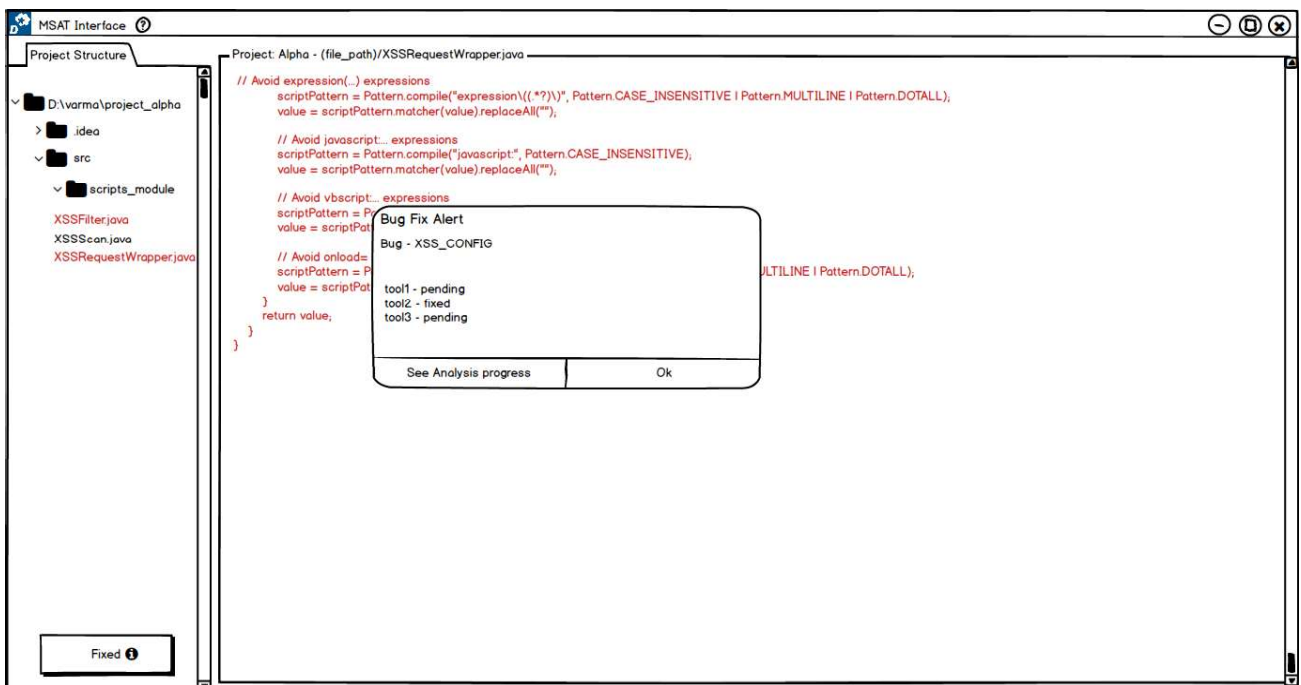 MSAT Interface ?
Project Structure
D:\varma\project_alpha
.idea
src
scripts_module
XSSFilter.java
XSSScan.java
XSSRequestWrapper.java
Fixed i
Project: Alpha - (file_path)/XSSRequestWrapper.java
// Avoid expression(...) expressions
scriptPattern = Pattern.compile("expression\((.*?)\)", Pattern.CASE_INSENSITIVE | Pattern.MULTILINE | Pattern.DOTALL);
value = scriptPattern.matcher(value).replaceAll("");
// Avoid javascript:... expressions
scriptPattern = Pattern.compile("javascript:", Pattern.CASE_INSENSITIVE);
value = scriptPattern.matcher(value).replaceAll("");
// Avoid vbscript:... expressions
scriptPattern =
value =
// Avoid onload=
scriptPattern = P
value =
| Pattern.DOTALL);
}
return value;
}
}
Bug Fix Alert
Bug - XSS_CONFIG
tool1 - pending
tool2 - fixed
tool3 - pending
See Analysis progress
Ok